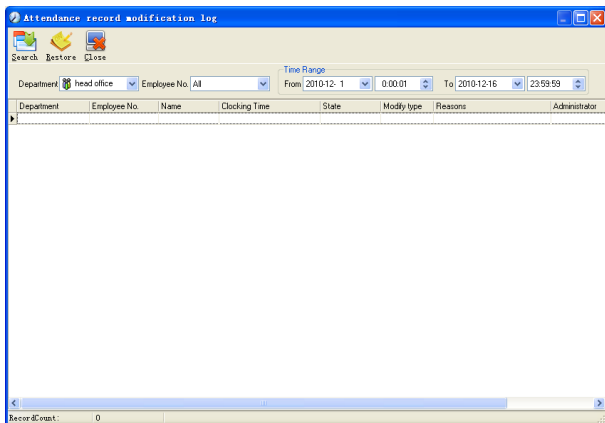 Attendance record modification log
Search Restore Close
Time Range
Department head office Employee No. All From 2010-12- 1 0:00:01 To 2010-12-16 23:59:59
Department Employee No. Name Clocking Time State Modify type Reasons Administrator
RecordCount: 0